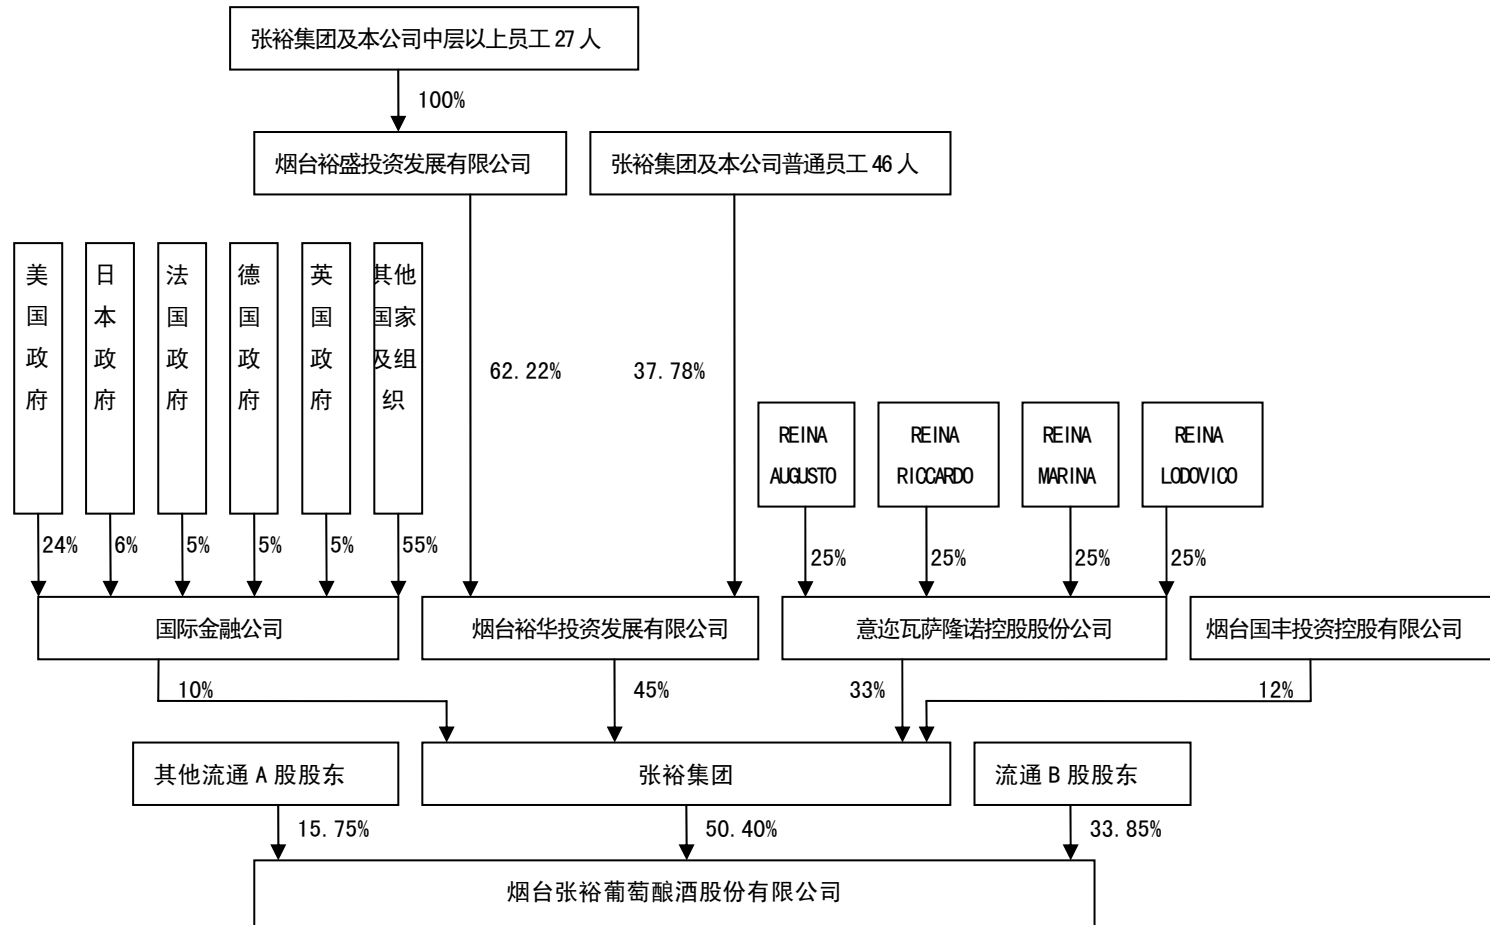 张裕集团及本公司中层以上员工 27 人
100%
烟台裕盛投资发展有限公司
张裕集团及本公司普通员工 46 人
美国政府
日本政府
法国政府
德国政府
英国政府
其他
国家
及组
织
62.22%
37.78%
REINA
AUGUSTO
REINA
RICCARDO
REINA
MARINA
REINA
LODOVICO
24%
6%
5%
5%
5%
55%
25%
25%
25%
25%
国际金融公司
烟台裕华投资发展有限公司
意迩瓦萨隆诺控股股份公司
烟台国丰投资控股有限公司
10%
45%
33%
12%
其他流通 A 股股东
张裕集团
流通 B 股股东
15.75%
50.40%
33.85%
烟台张裕葡萄酿酒股份有限公司